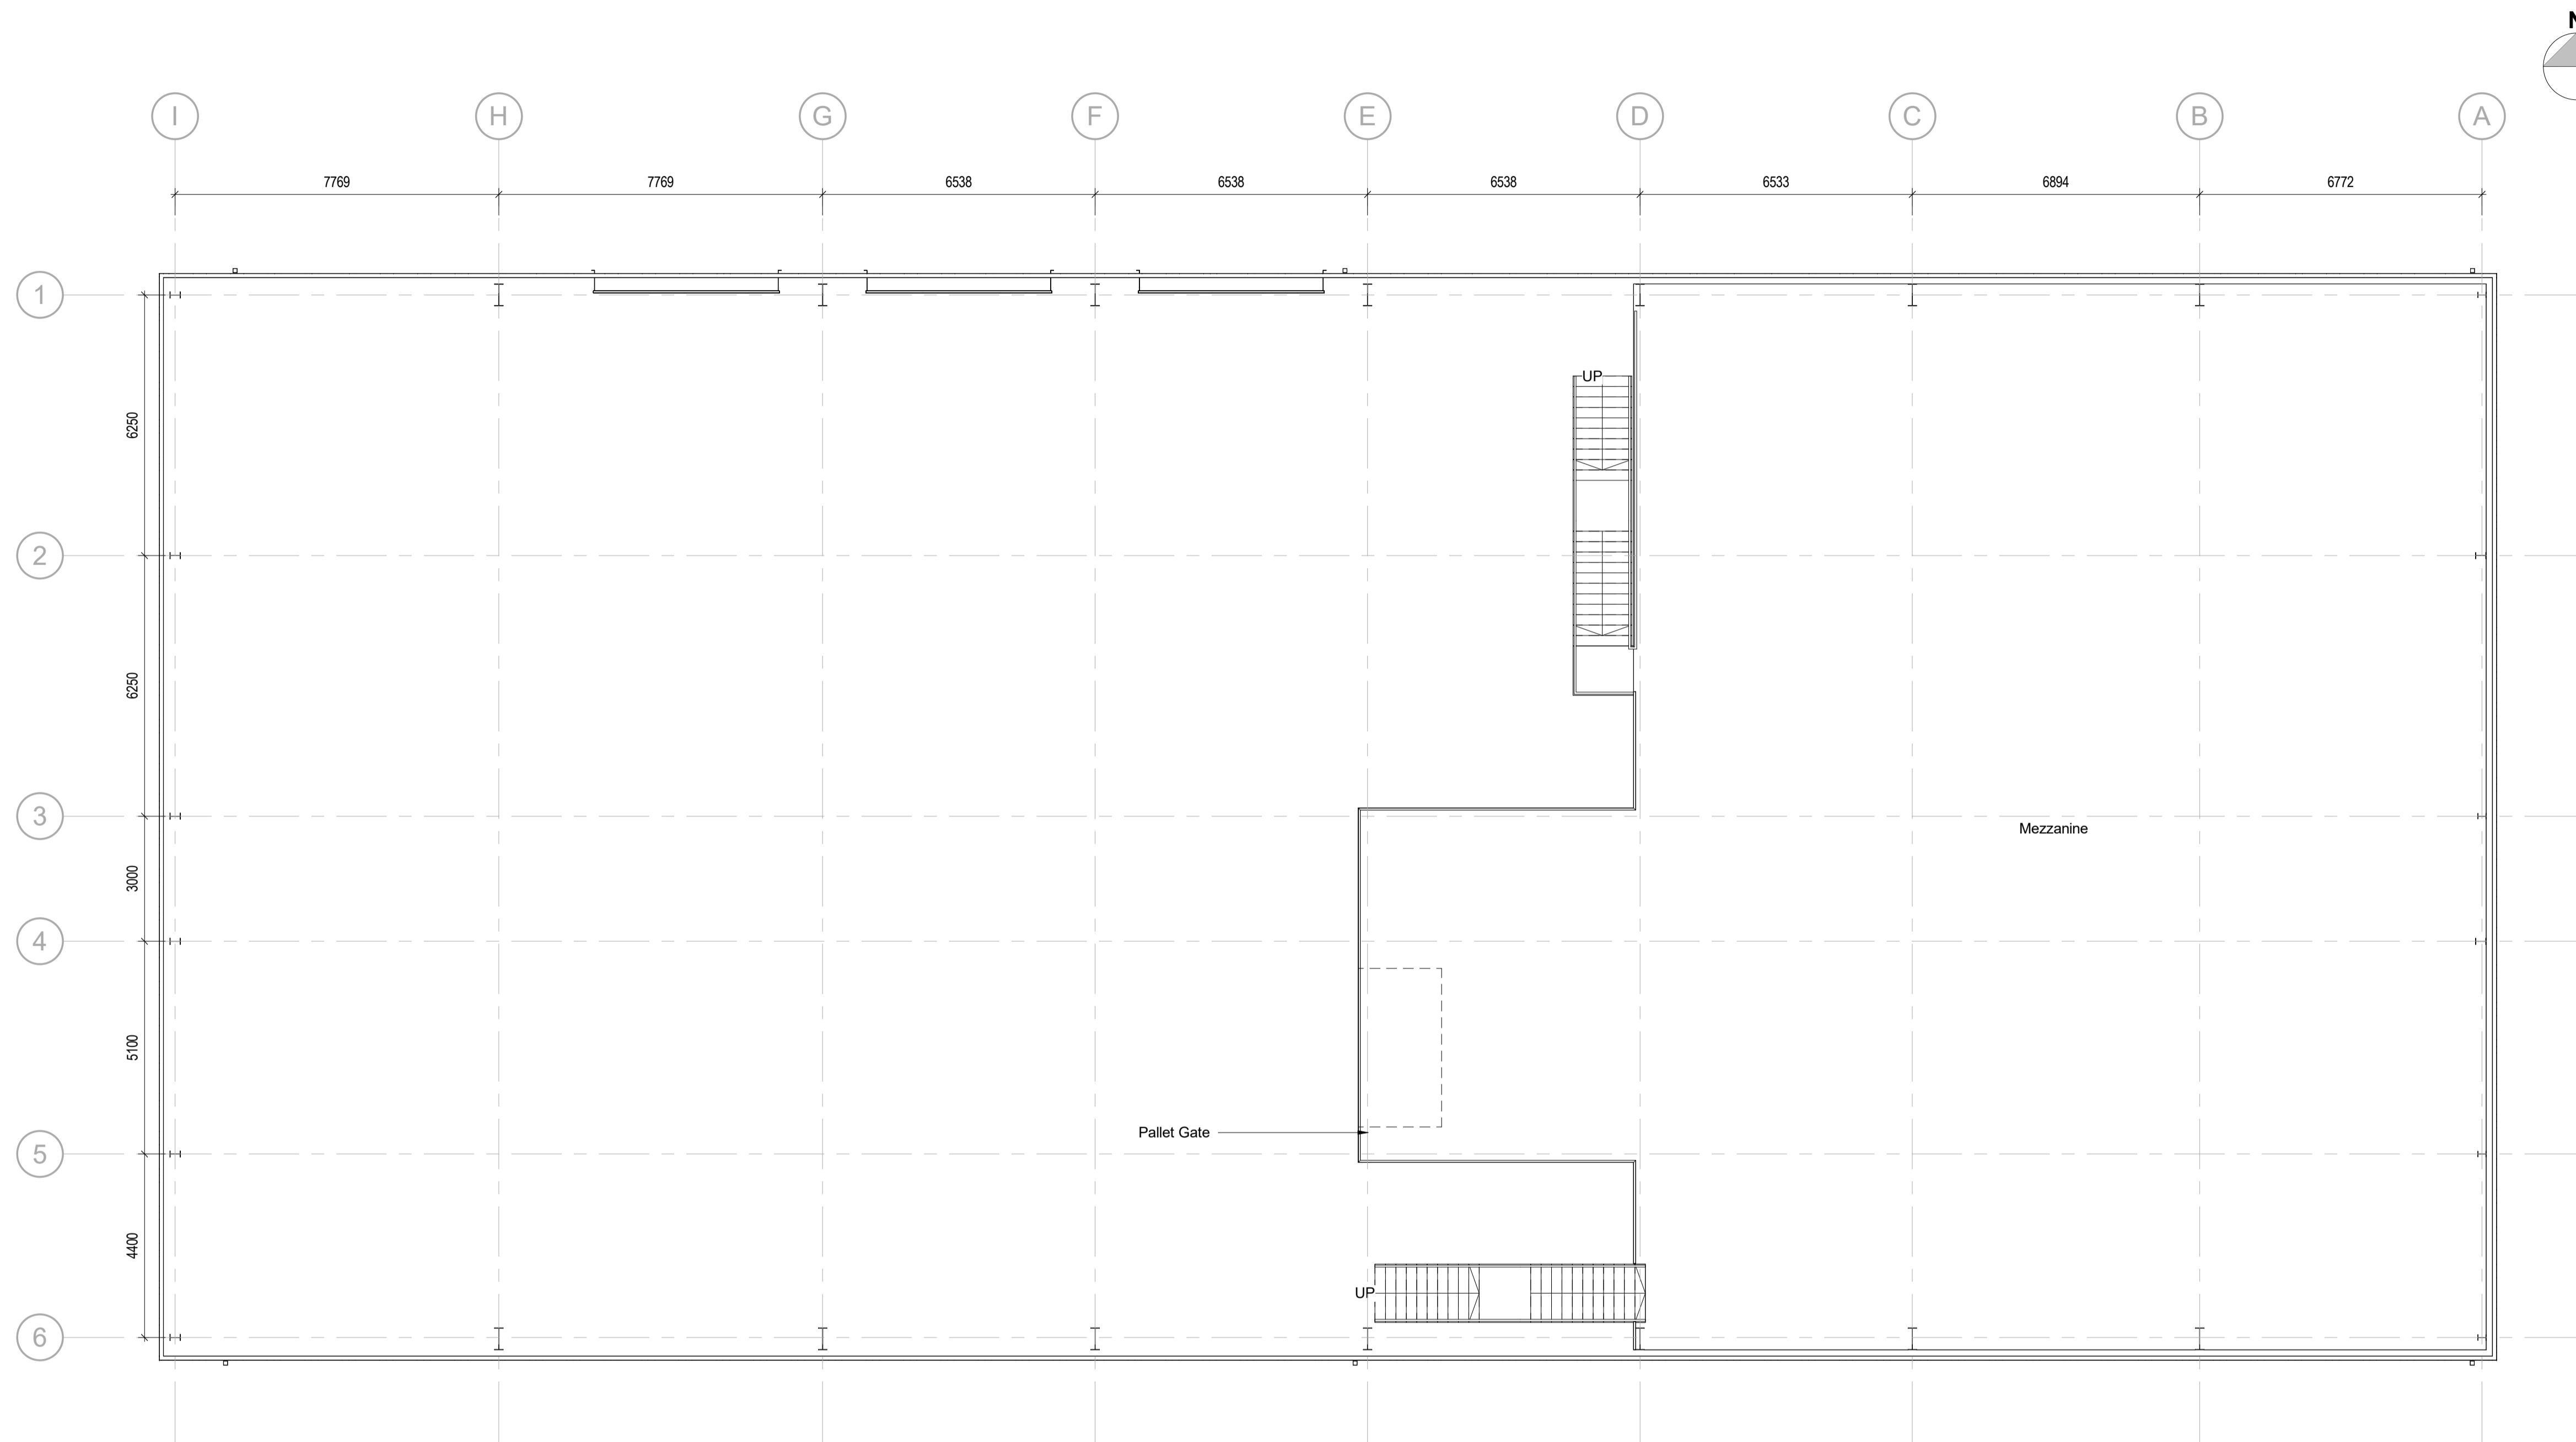 N
I H G F E D C B A
7769 7769 6538 6538 6538 6533 6894 6772
1
UP
6250
2
6250
3
Mezzanine
3000
4
5100
Pallet Gate
5
4400
UP
6